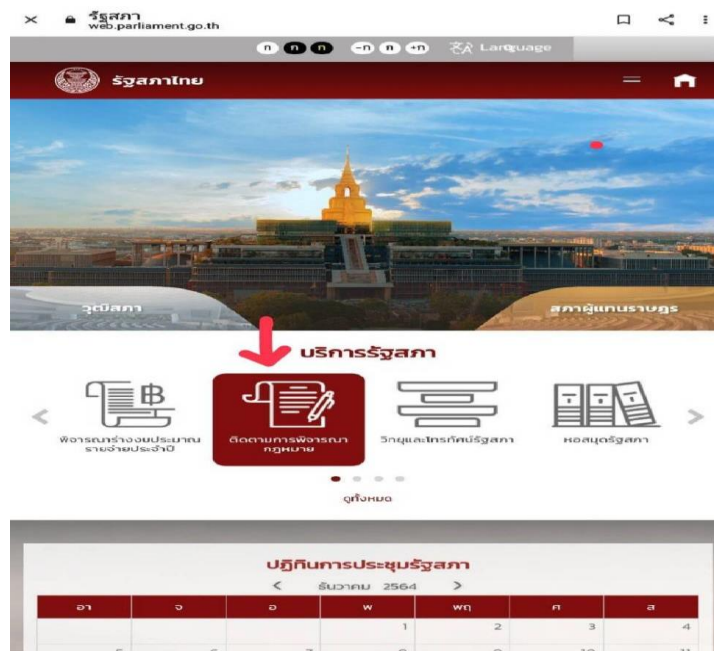 รัฐสภา
web.parliament.go.th
ก ก ก -ก ก +ก Language
รัฐสภาไทย
วุฒิสภา
สภาผู้แทนราษฎร
บริการรัฐสภา
พิจารณาร่างงบประมาณ
รายจ่ายประจำปี
ติดตามการพิจารณา
กฎหมาย
วิทยุและโทรทัศน์รัฐสภา
หอสมุดรัฐสภา
ดูทั้งหมด
ปฏิทินการประชุมรัฐสภา
ธันวาคม 2564
อา จ อ พ พฤ ศ ส
1 2 3 4
5 6 7 8 9 10 11